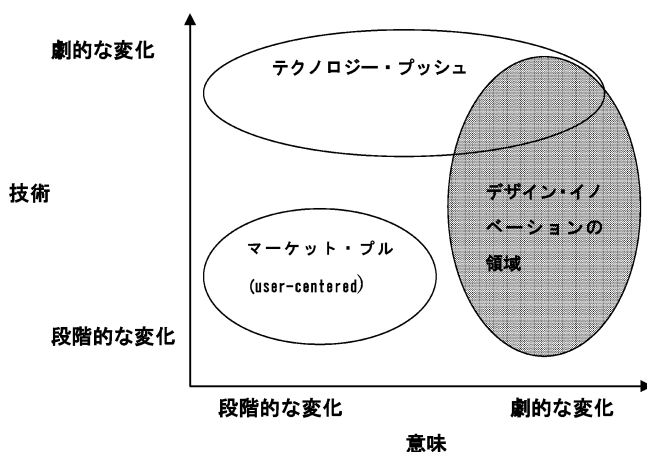 劇的な変化
テクノロジー・プッシュ
技術
デザイン・イノ
ベーションの
領域
マーケット・プル
(user-centered)
段階的な変化
段階的な変化
劇的な変化
意味